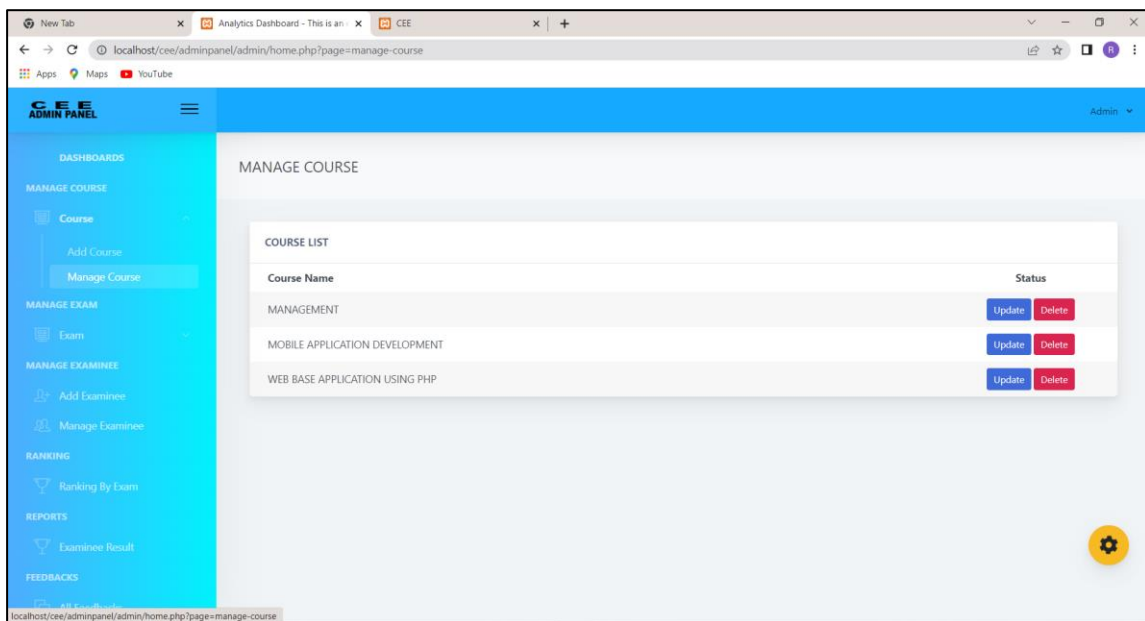 New Tab
Analytics Dashboard - This is an
CEE
localhost/cee/adminpanel/admin/home.php?page=manage-course
R
Apps
Maps
YouTube
CEE
ADMIN PANEL
Admin
DASHBOARDS
MANAGE COURSE
Course
Add Course
Manage Course
MANAGE EXAM
Exam
MANAGE EXAMINEE
Add Examinee
Manage Examinee
RANKING
Ranking By Exam
REPORTS
Examinee Result
FEEDBACKS
All Feedbacks
MANAGE COURSE
COURSE LIST
Course Name Status
MANAGEMENT Update Delete
MOBILE APPLICATION DEVELOPMENT Update Delete
WEB BASE APPLICATION USING PHP Update Delete
localhost/cee/adminpanel/admin/home.php?page=manage-course